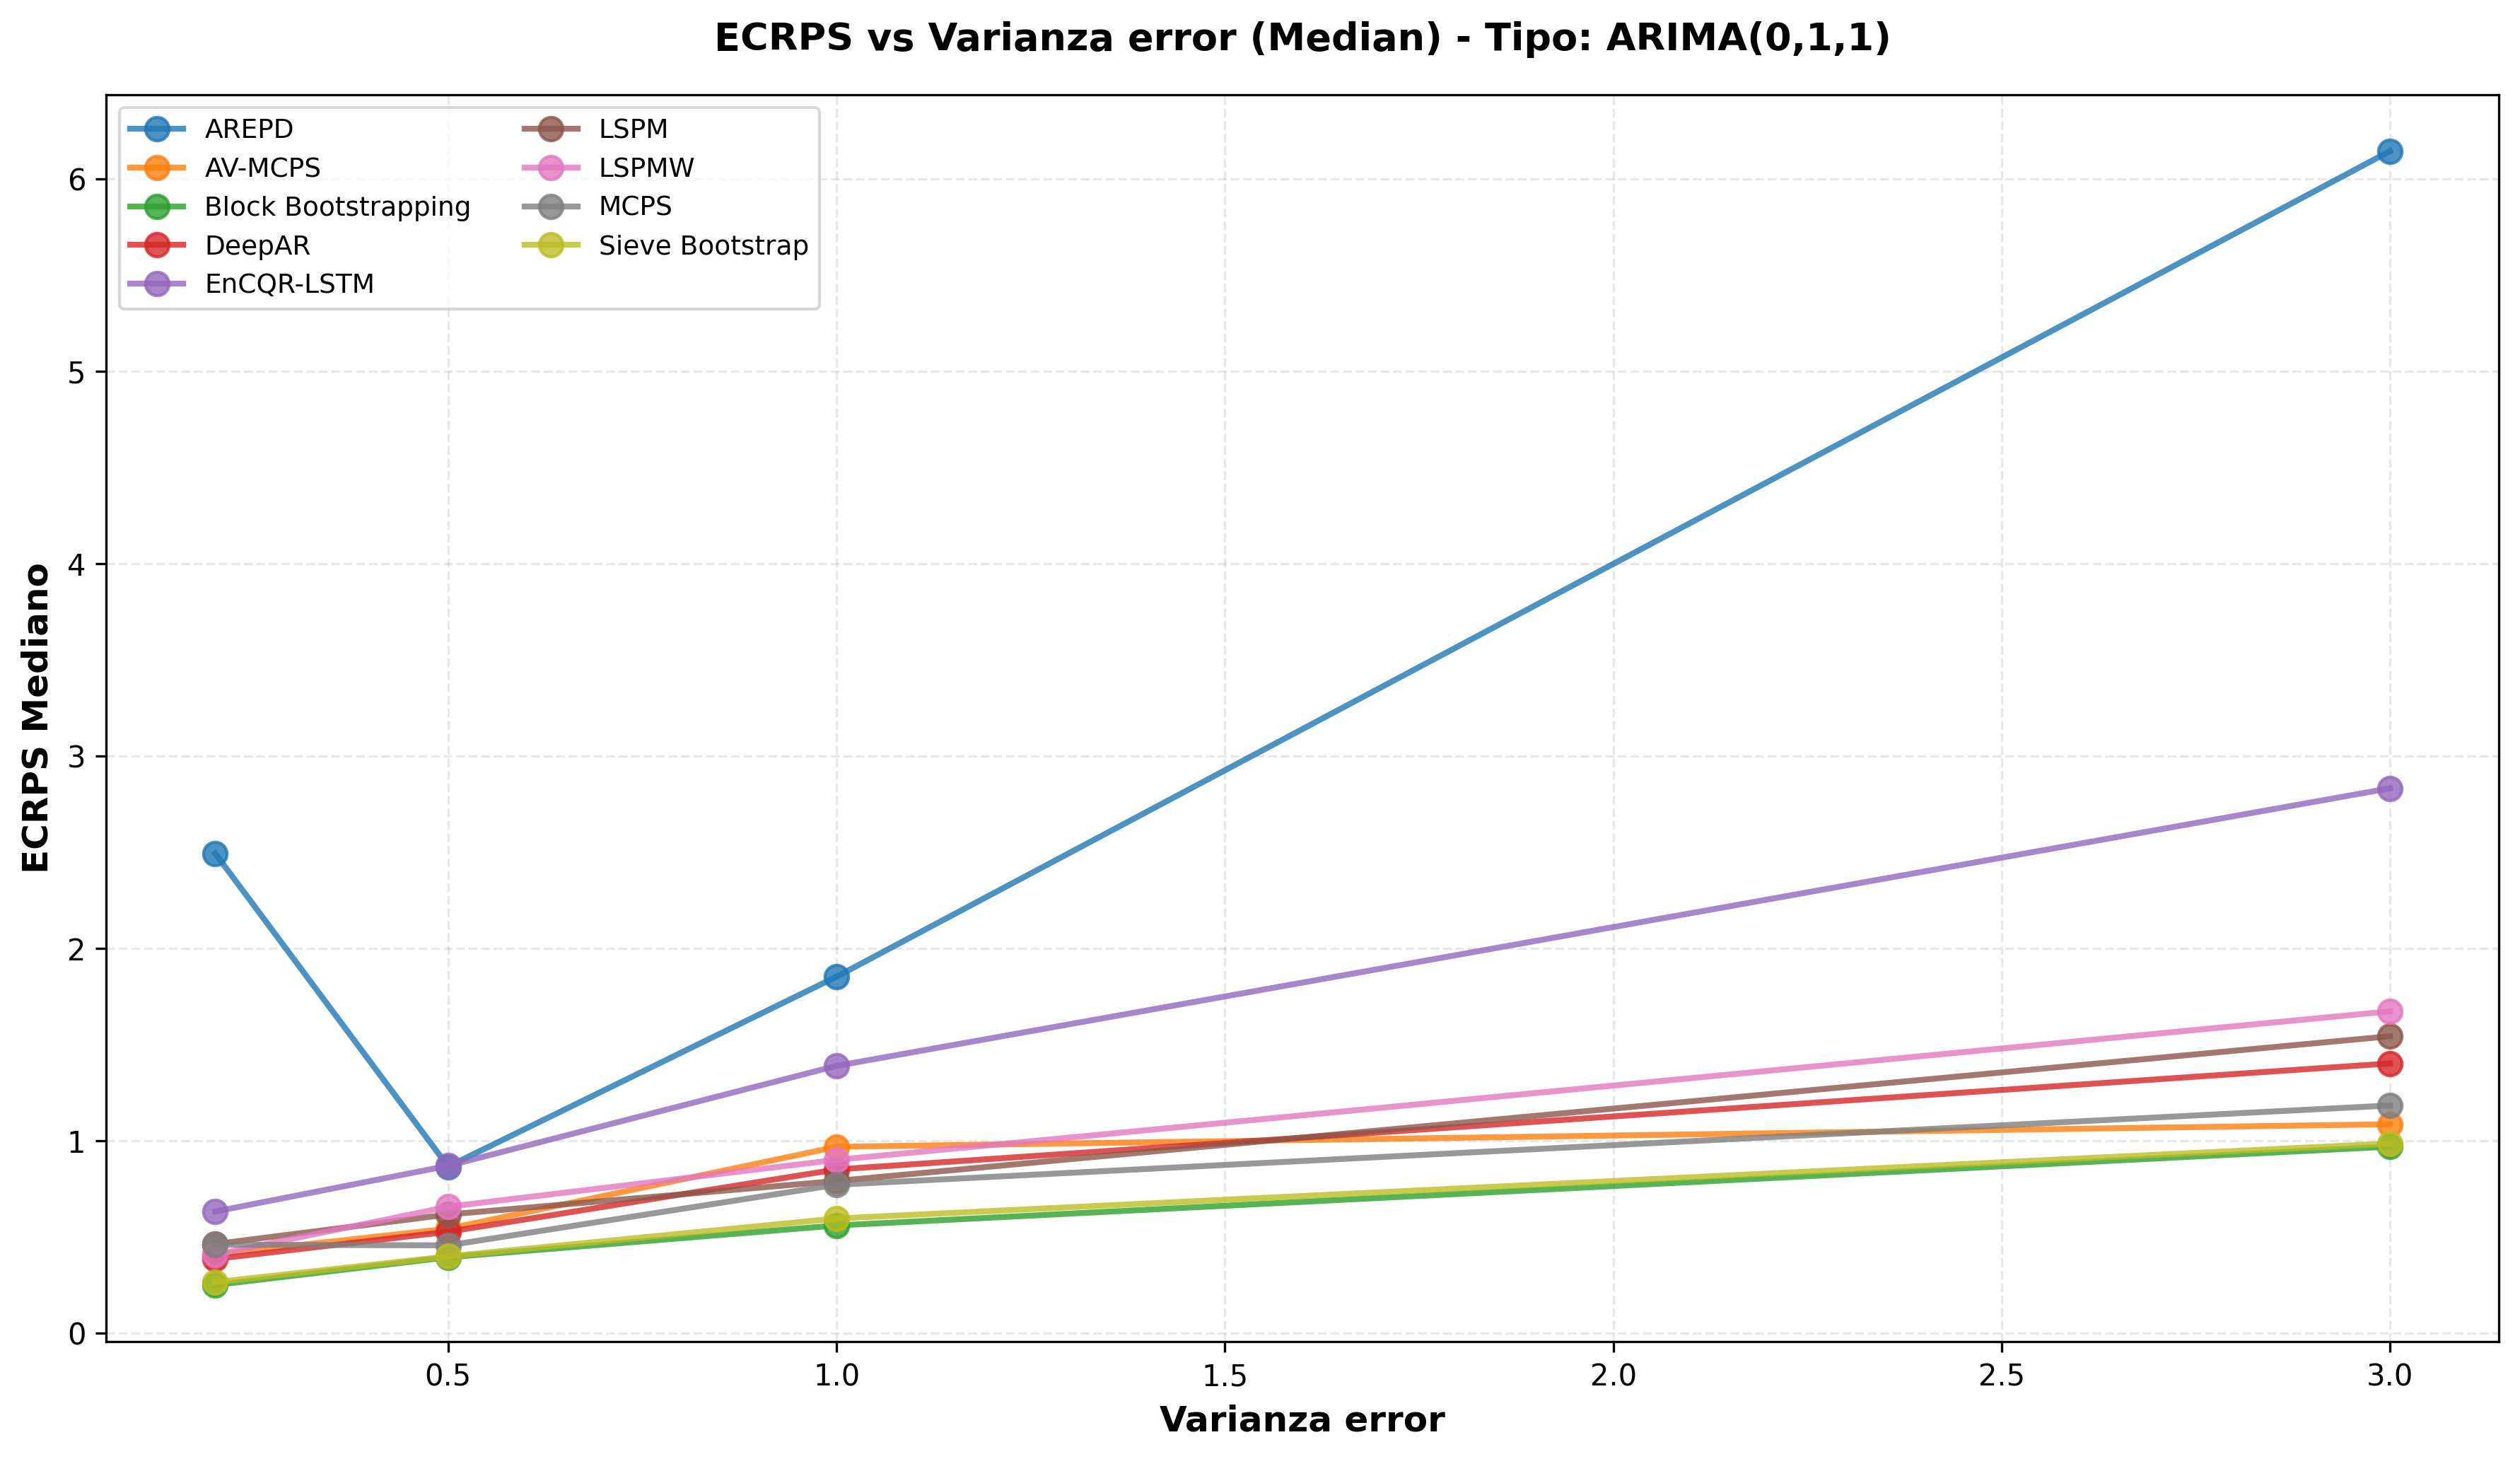 ECRPS vs Varianza error (Median) - Tipo: ARIMA(0,1,1)
AREPD
AV-MCPS
Block Bootstrapping
DeepAR
EnCQR-LSTM
LSPM
LSPMW
MCPS
Sieve Bootstrap
ECRPS Mediano
6
5
4
3
2
1
0
0.5
1.0
1.5
2.0
2.5
3.0
Varianza error